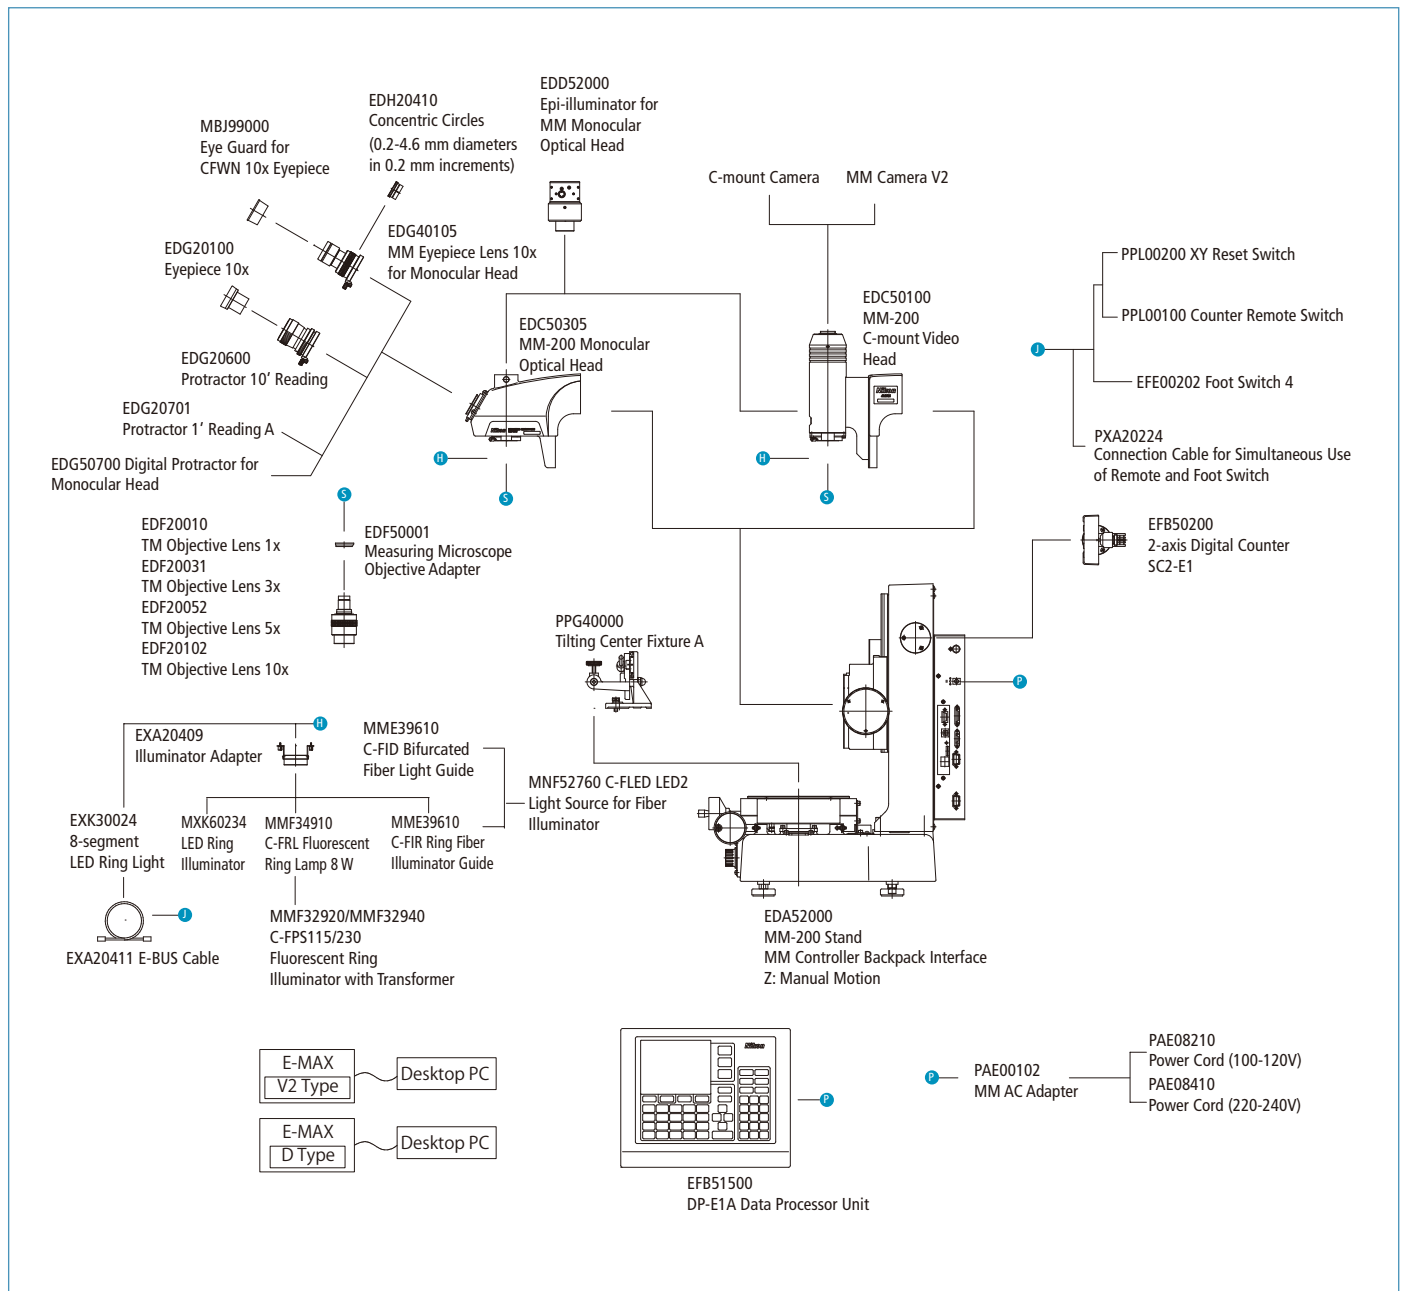 EDD52000
Epi-illuminator for
MM Monocular
Optical Head
EDH20410
Concentric Circles
(0.2-4.6 mm diameters
in 0.2 mm increments)
MBJ99000
Eye Guard for
CFWN 10x Eyepiece
C-mount Camera
MM Camera V2
EDG40105
MM Eyepiece Lens 10x
for Monocular Head
EDG20100
Eyepiece 10x
PPL00200 XY Reset Switch
PPL00100 Counter Remote Switch
J
EFE00202 Foot Switch 4
PXA20224
Connection Cable for Simultaneous Use
of Remote and Foot Switch
EDC50100
MM-200
C-mount Video
Head
Nikon
EDC50305
MM-200 Monocular
Optical Head
Nikon
EDG20600
Protractor 10’ Reading
EDG20701
Protractor 1’ Reading A
EDG50700 Digital Protractor for
Monocular Head
H
S
H
S
S
EDF20010
TM Objective Lens 1x
EDF20031
TM Objective Lens 3x
EDF20052
TM Objective Lens 5x
EDF20102
TM Objective Lens 10x
EDF50001
Measuring Microscope
Objective Adapter
EFB50200
2-axis Digital Counter
SC2-E1
PPG40000
Tilting Center Fixture A
P
H
EXA20409
Illuminator Adapter
MME39610
C-FID Bifurcated
Fiber Light Guide
MNF52760 C-FLED LED2
Light Source for Fiber
Illuminator
EXK30024
8-segment
LED Ring Light
MXK60234
LED Ring
Illuminator
MMF34910
C-FRL Fluorescent
Ring Lamp 8 W
MME39610
C-FIR Ring Fiber
Illuminator Guide
J
EXA20411 E-BUS Cable
MMF32920/MMF32940
C-FPS115/230
Fluorescent Ring
Illuminator with Transformer
EDA52000
MM-200 Stand
MM Controller Backpack Interface
Z: Manual Motion
E-MAX
V2 Type
Desktop PC
E-MAX
D Type
Desktop PC
Nikon
P
EFB51500
DP-E1A Data Processor Unit
P
PAE00102
MM AC Adapter
PAE08210
Power Cord (100-120V)
PAE08410
Power Cord (220-240V)